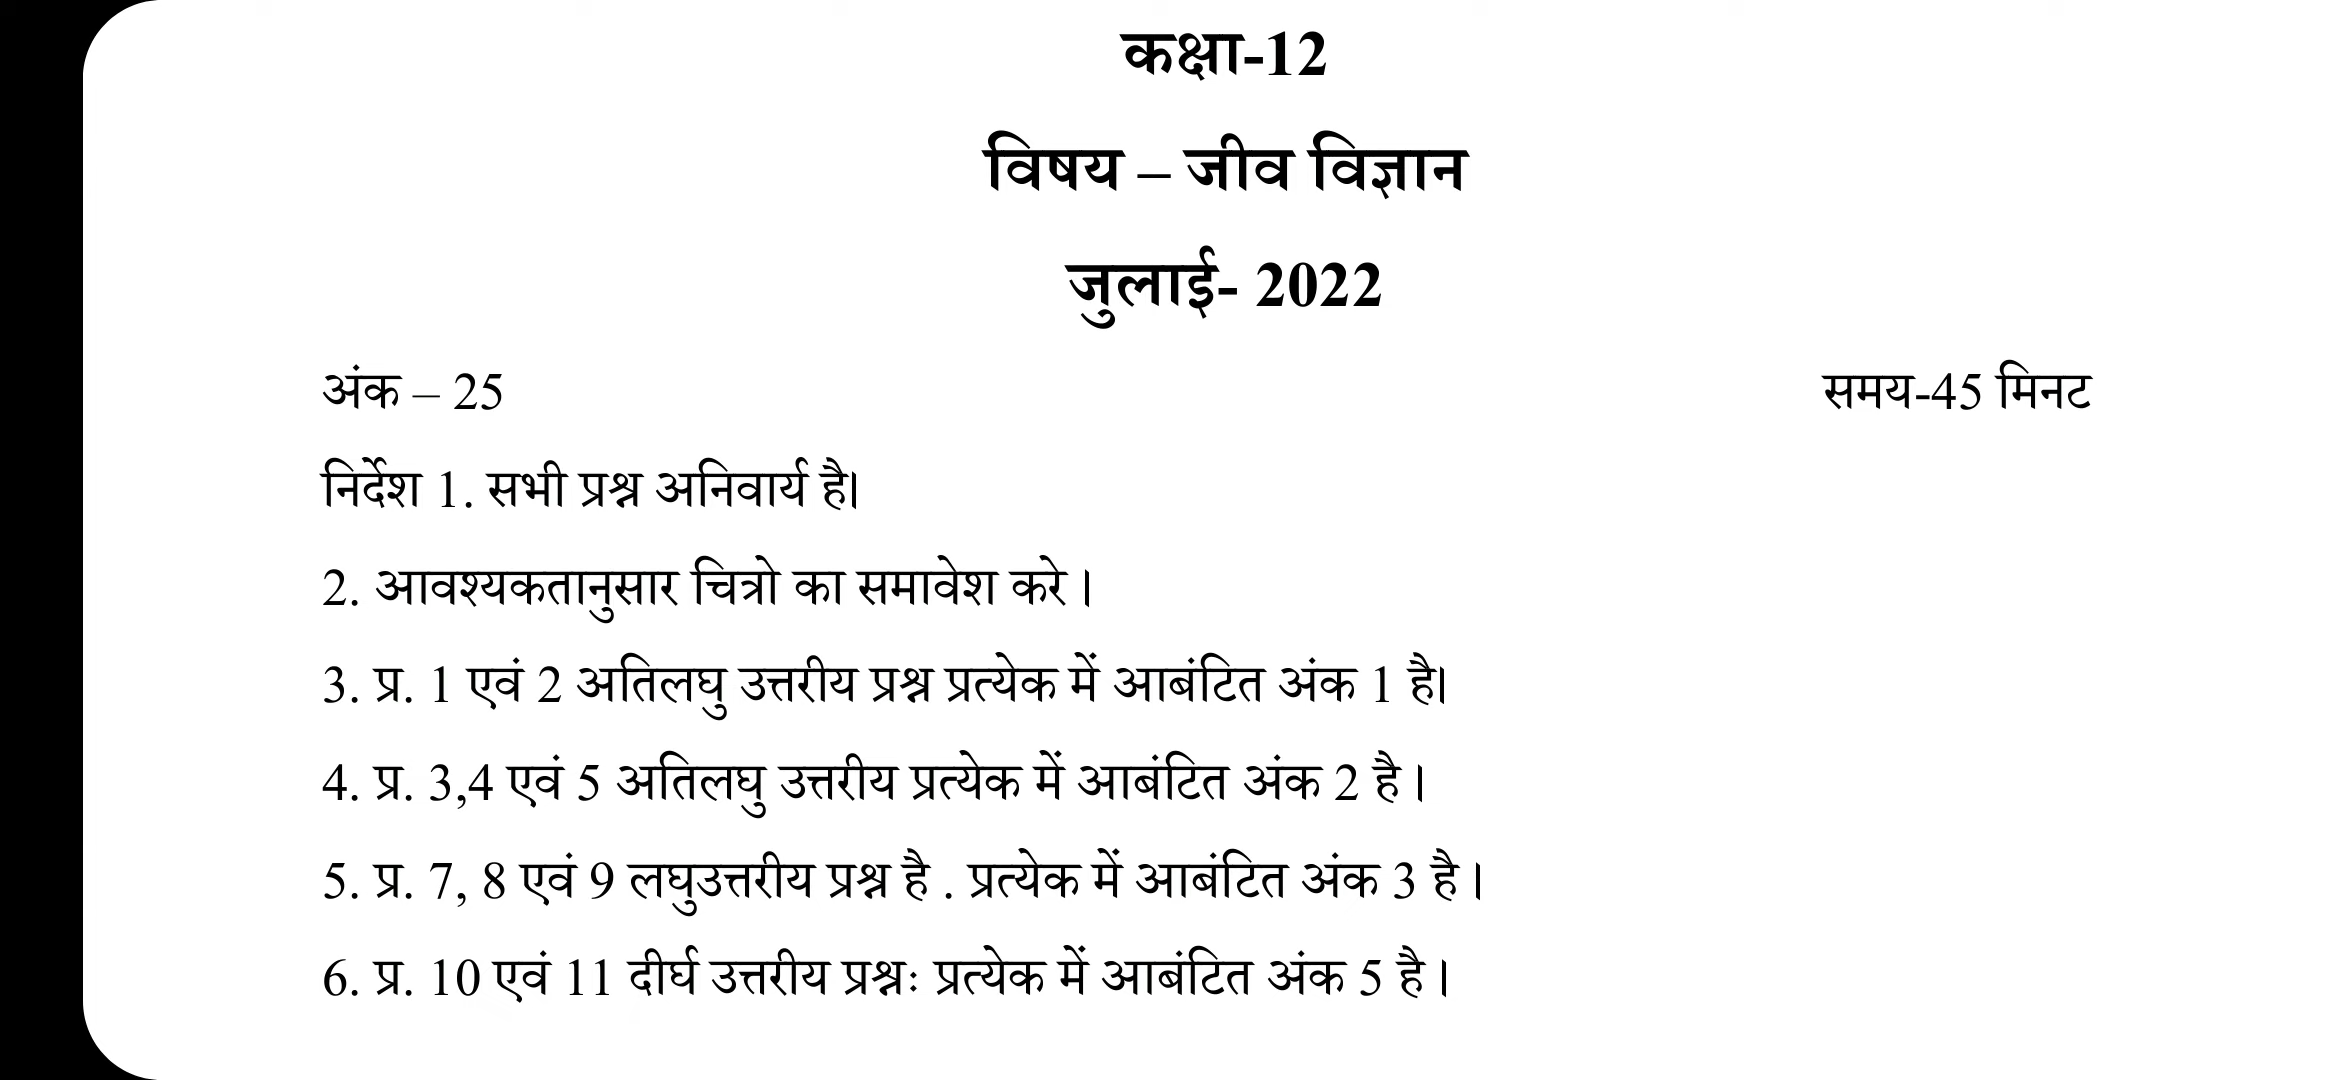 कक्षा-12
विषय – जीव विज्ञान
जुलाई- 2022
अंक – 25 समय-45 मिनट
निर्देश 1. सभी प्रश्न अनिवार्य है।
2. आवश्यकतानुसार चित्रो का समावेश करे।
3. प्र. 1 एवं 2 अतिलघु उत्तरीय प्रश्न प्रत्येक में आबंटित अंक 1 है।
4. प्र. 3,4 एवं 5 अतिलघु उत्तरीय प्रत्येक में आबंटित अंक 2 है।
5. प्र. 7, 8 एवं 9 लघुउत्तरीय प्रश्न है . प्रत्येक में आबंटित अंक 3 है।
6. प्र. 10 एवं 11 दीर्घ उत्तरीय प्रश्नः प्रत्येक में आबंटित अंक 5 है।